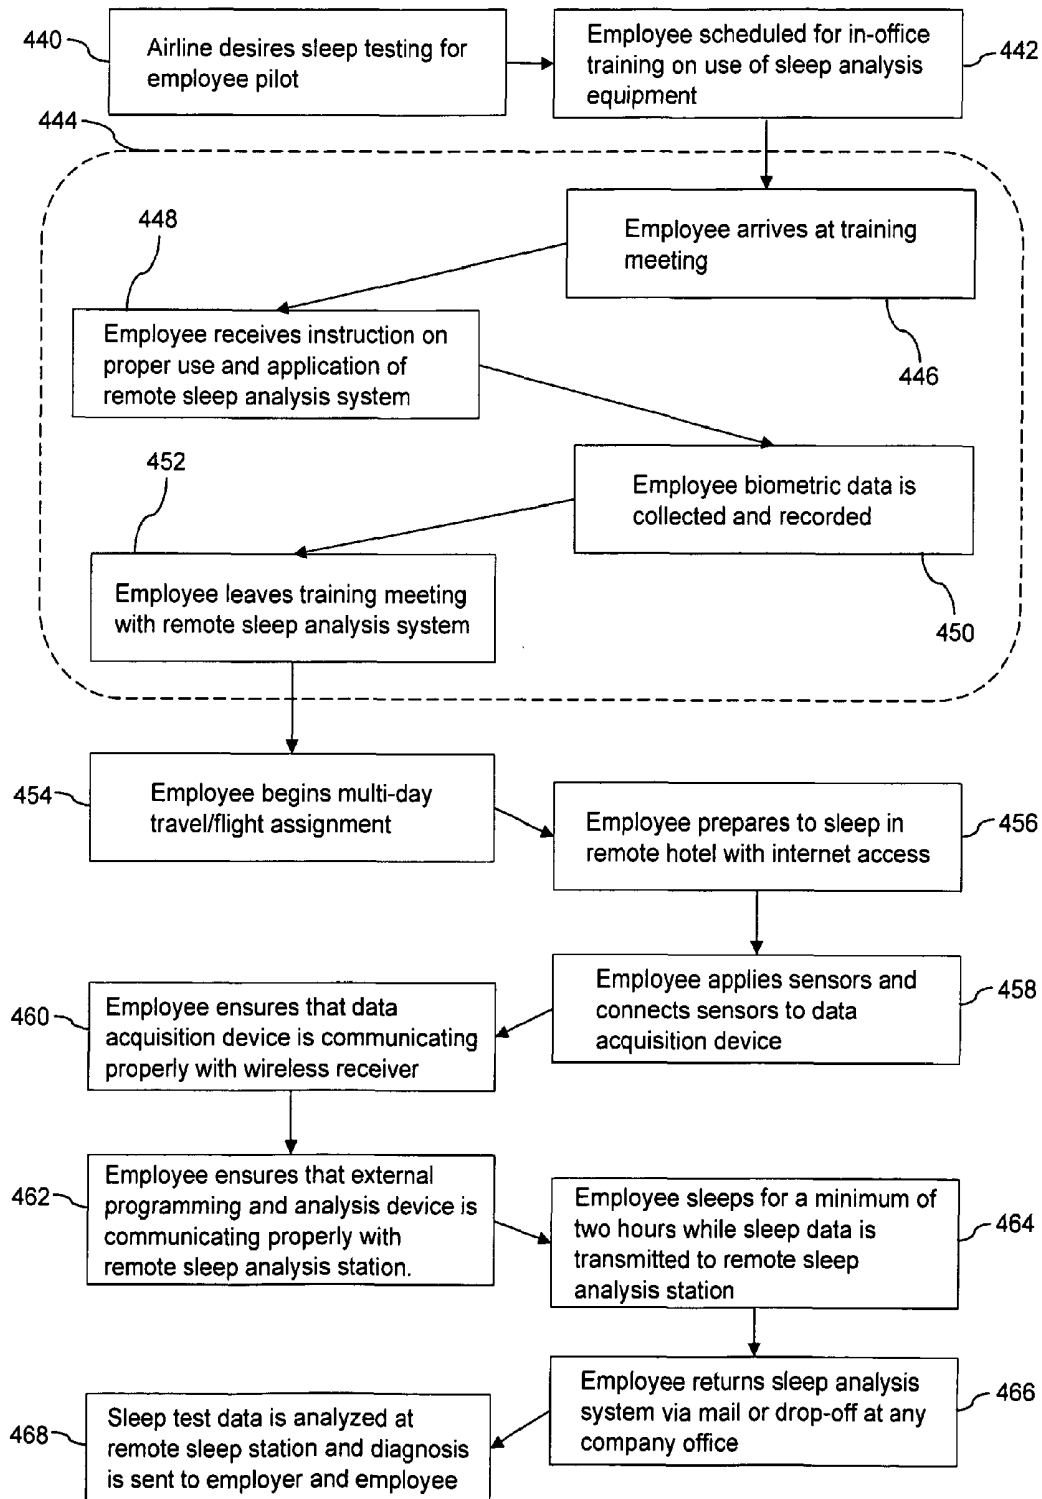 440
Airline desires sleep testing for
employee pilot
Employee scheduled for in-office
training on use of sleep analysis
equipment
442
444
Employee arrives at training
meeting
446
448
Employee receives instruction on
proper use and application of
remote sleep analysis system
Employee biometric data is
collected and recorded
450
452
Employee leaves training meeting
with remote sleep analysis system
454
Employee begins multi-day
travel/flight assignment
Employee prepares to sleep in
remote hotel with internet access
456
Employee applies sensors and
connects sensors to data
acquisition device
458
460
Employee ensures that data
acquisition device is communicating
properly with wireless receiver
462
Employee ensures that external
programming and analysis device is
communicating properly with
remote sleep analysis station.
Employee sleeps for a minimum of
two hours while sleep data is
transmitted to remote sleep
analysis station
464
Employee returns sleep analysis
system via mail or drop-off at any
company office
466
468
Sleep test data is analyzed at
remote sleep station and diagnosis
is sent to employer and employee